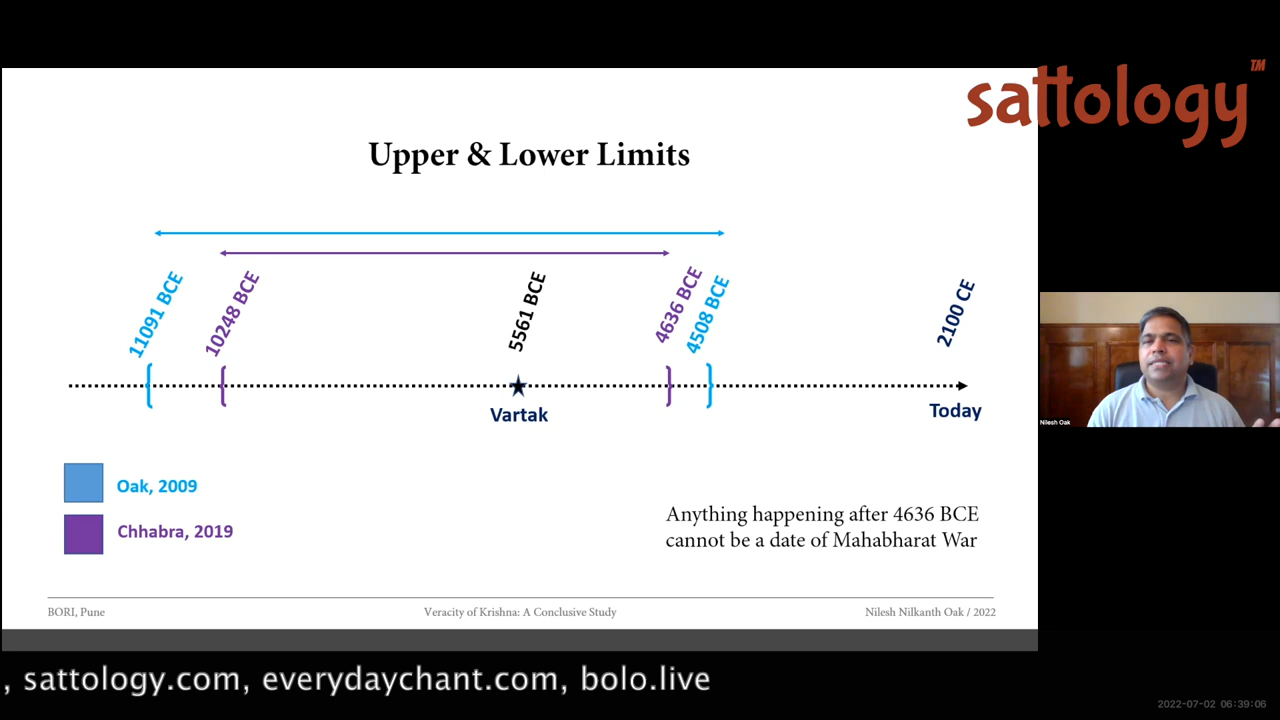 sattology™
Upper & Lower Limits
11091 BCE
10248 BCE
5561 BCE
4636 BCE
4508 BCE
2100 CE
Vartak
Today
Oak, 2009
Chhabra, 2019
Anything happening after 4636 BCE
cannot be a date of Mahabharat War
Nilesh Oak
BORI, Pune
Veracity of Krishna: A Conclusive Study
Nilesh Nilkanth Oak / 2022
, sattology.com, everydaychant.com, bolo.live
2022-07-02 06:39:06